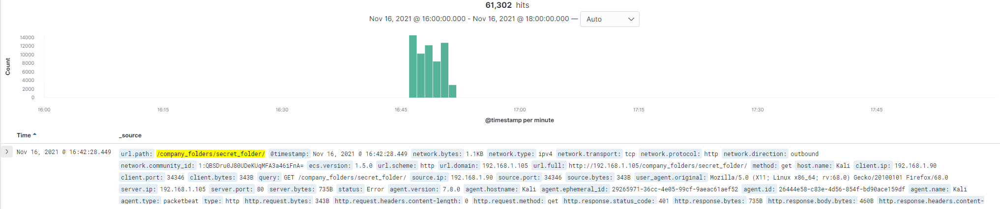 61,302 hits
Nov 16, 2021 @ 16:00:00.000 - Nov 16, 2021 @ 18:00:00.000 — Auto
Count
14000
12000
10000
8000
6000
4000
2000
0
16:00 16:15 16:30 16:45 17:00 17:15 17:30 17:45
@timestamp per minute
Time _source
Nov 16, 2021 @ 16:42:28.449 url.path: /company_folders/secret_folder/ @timestamp: Nov 16, 2021 @ 16:42:28.449 network.bytes: 1.1KB network.type: ipv4 network.transport: tcp network.protocol: http network.direction: outbound
network.community_id: 1:QBSDru0J80UDeKUqMFA3a46iFnA= ecs.version: 1.5.0 url.scheme: http url.domain: 192.168.1.105 url.full: http://192.168.1.105/company_folders/secret_folder/ method: get host.name: Kali client.ip: 192.168.1.90
client.port: 34346 client.bytes: 343B query: GET /company_folders/secret_folder/ source.ip: 192.168.1.90 source.port: 34346 source.bytes: 343B user_agent.original: Mozilla/5.0 (X11; Linux x86_64; rv:68.0) Gecko/20100101 Firefox/68.0
server.ip: 192.168.1.105 server.port: 80 server.bytes: 735B status: Error agent.version: 7.8.0 agent.hostname: Kali agent.ephemeral_id: 29265971-36cc-4e05-99cf-9aeac61aef52 agent.id: 26444e58-c83e-4d56-854f-bd90ace159df agent.name: Kali
agent.type: packetbeat type: http http.request.bytes: 343B http.request.headers.content-length: 0 http.request.method: get http.response.status_code: 401 http.response.bytes: 735B http.response.body.bytes: 460B http.response.headers.content-